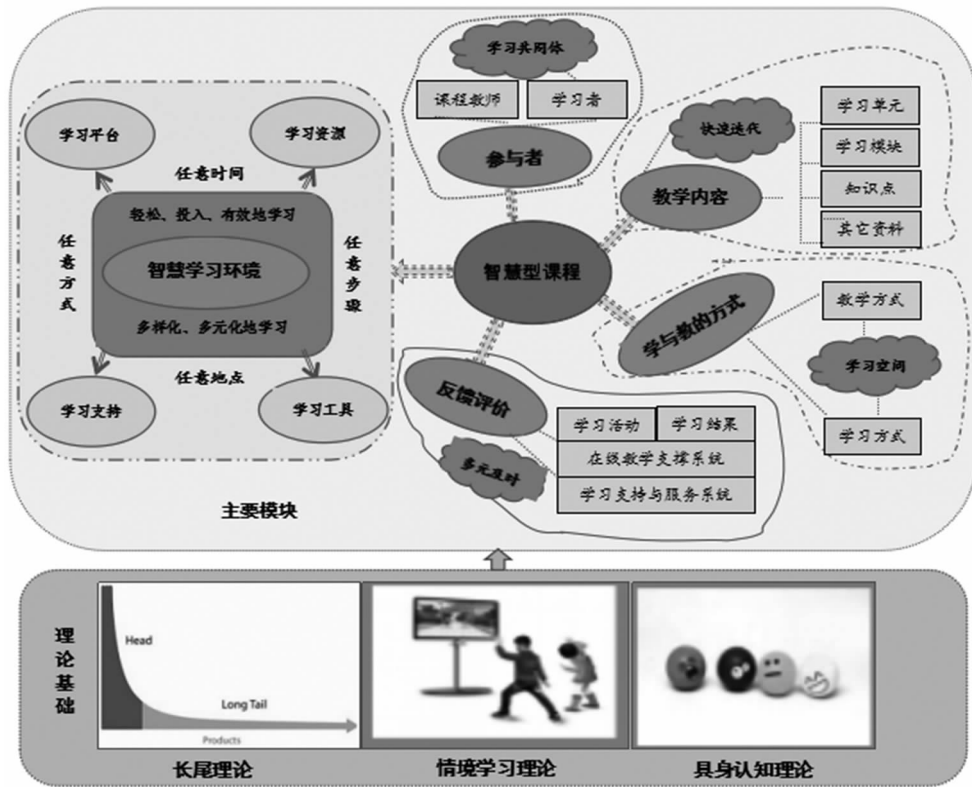 学习共同体
课程教师
学习者
参与者
学习平台
学习资源
任意时间
轻松、投入、有效地学习
任意方式
智慧学习环境
任意步骤
多样化、多元化地学习
任意地点
学习支持
学习工具
智慧型课程
快速迭代
教学内容
学习单元
学习模块
知识点
其它资料
学与教的方式
教学方式
学习空间
学习方式
反馈评价
多元及时
学习活动
学习结果
在级教学支撑系统
学习支持与服务系统
主要模块
理论基础
Head
Long Tail
Products
长尾理论
情境学习理论
具身认知理论